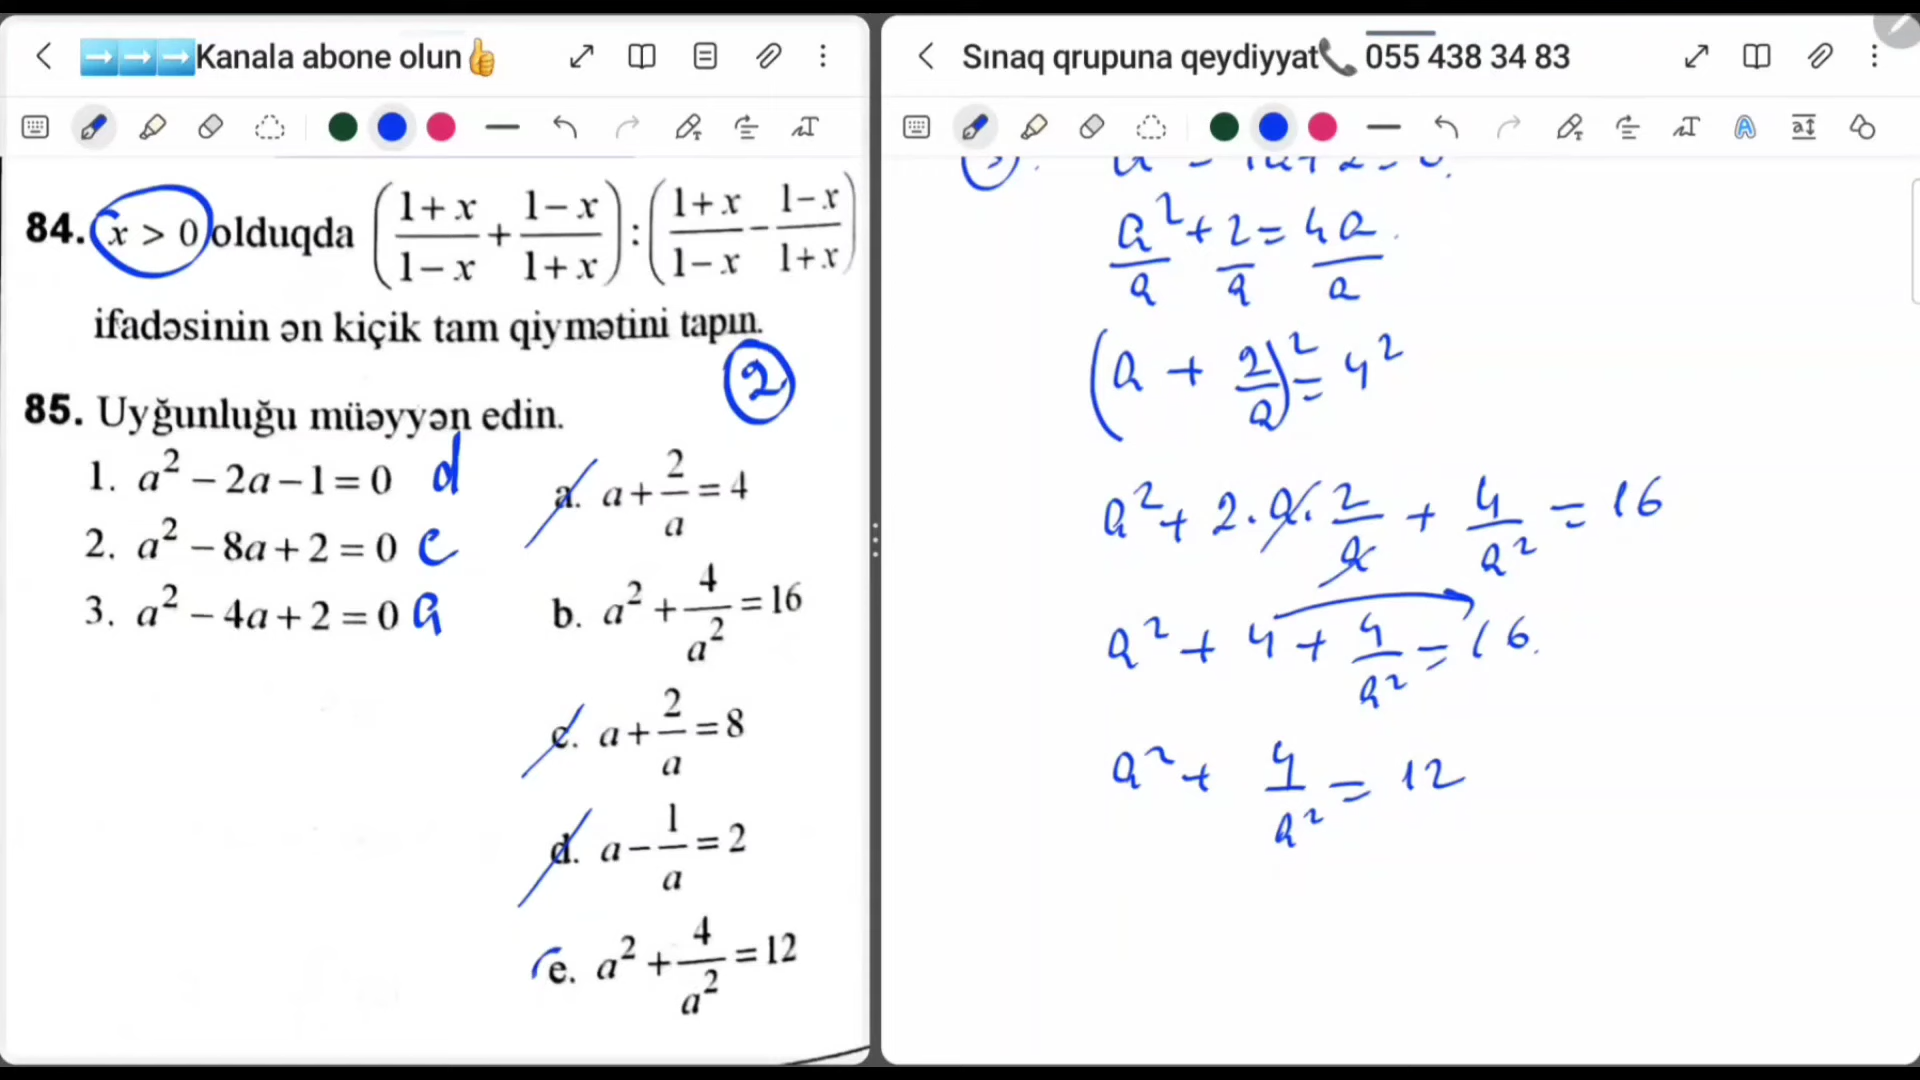 ➡️➡️➡️Kanala abone olun👍
84. x > 0 olduqda ((1+x)/(1−x) + (1−x)/(1+x)) : ((1+x)/(1−x) − (1−x)/(1+x))
ifadəsinin ən kiçik tam qiymətini tapın.
2
85. Uyğunluğu müəyyən edin.
1. a² − 2a − 1 = 0 d
2. a² − 8a + 2 = 0 c
3. a² − 4a + 2 = 0 a
a. a + 2/a = 4
b. a² + 4/a² = 16
c. a + 2/a = 8
d. a − 1/a = 2
e. a² + 4/a² = 12
Sınaq qrupuna qeydiyyat📞 055 438 34 83
a²/a + 2/a = 4a/a
(a + 2/a)² = 4²
a² + 2·a·2/a + 4/a² = 16
a² + 4 + 4/a² = 16.
a² + 4/a² = 12